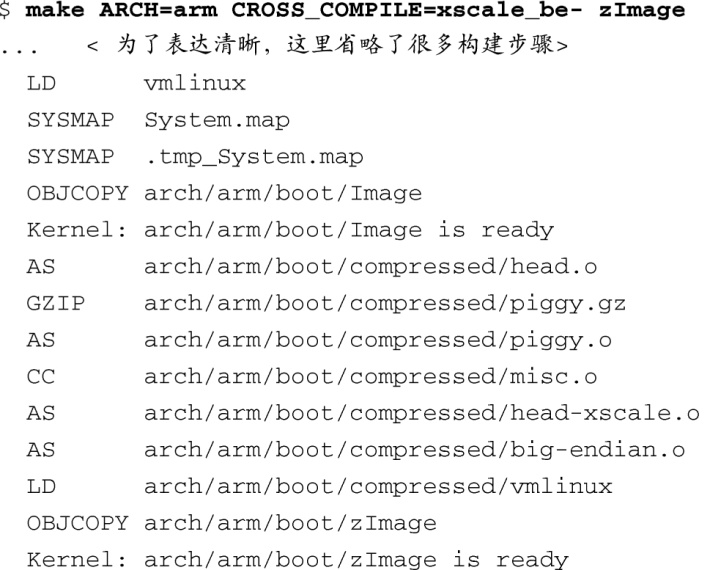 $ make ARCH=arm CROSS_COMPILE=xscale_be- zImage
... < 为了表达清晰，这里省略了很多构建步骤>
LD vmlinux
SYSMAP System.map
SYSMAP .tmp_System.map
OBJCOPY arch/arm/boot/Image
Kernel: arch/arm/boot/Image is ready
AS arch/arm/boot/compressed/head.o
GZIP arch/arm/boot/compressed/piggy.gz
AS arch/arm/boot/compressed/piggy.o
CC arch/arm/boot/compressed/misc.o
AS arch/arm/boot/compressed/head-xscale.o
AS arch/arm/boot/compressed/big-endian.o
LD arch/arm/boot/compressed/vmlinux
OBJCOPY arch/arm/boot/zImage
Kernel: arch/arm/boot/zImage is ready